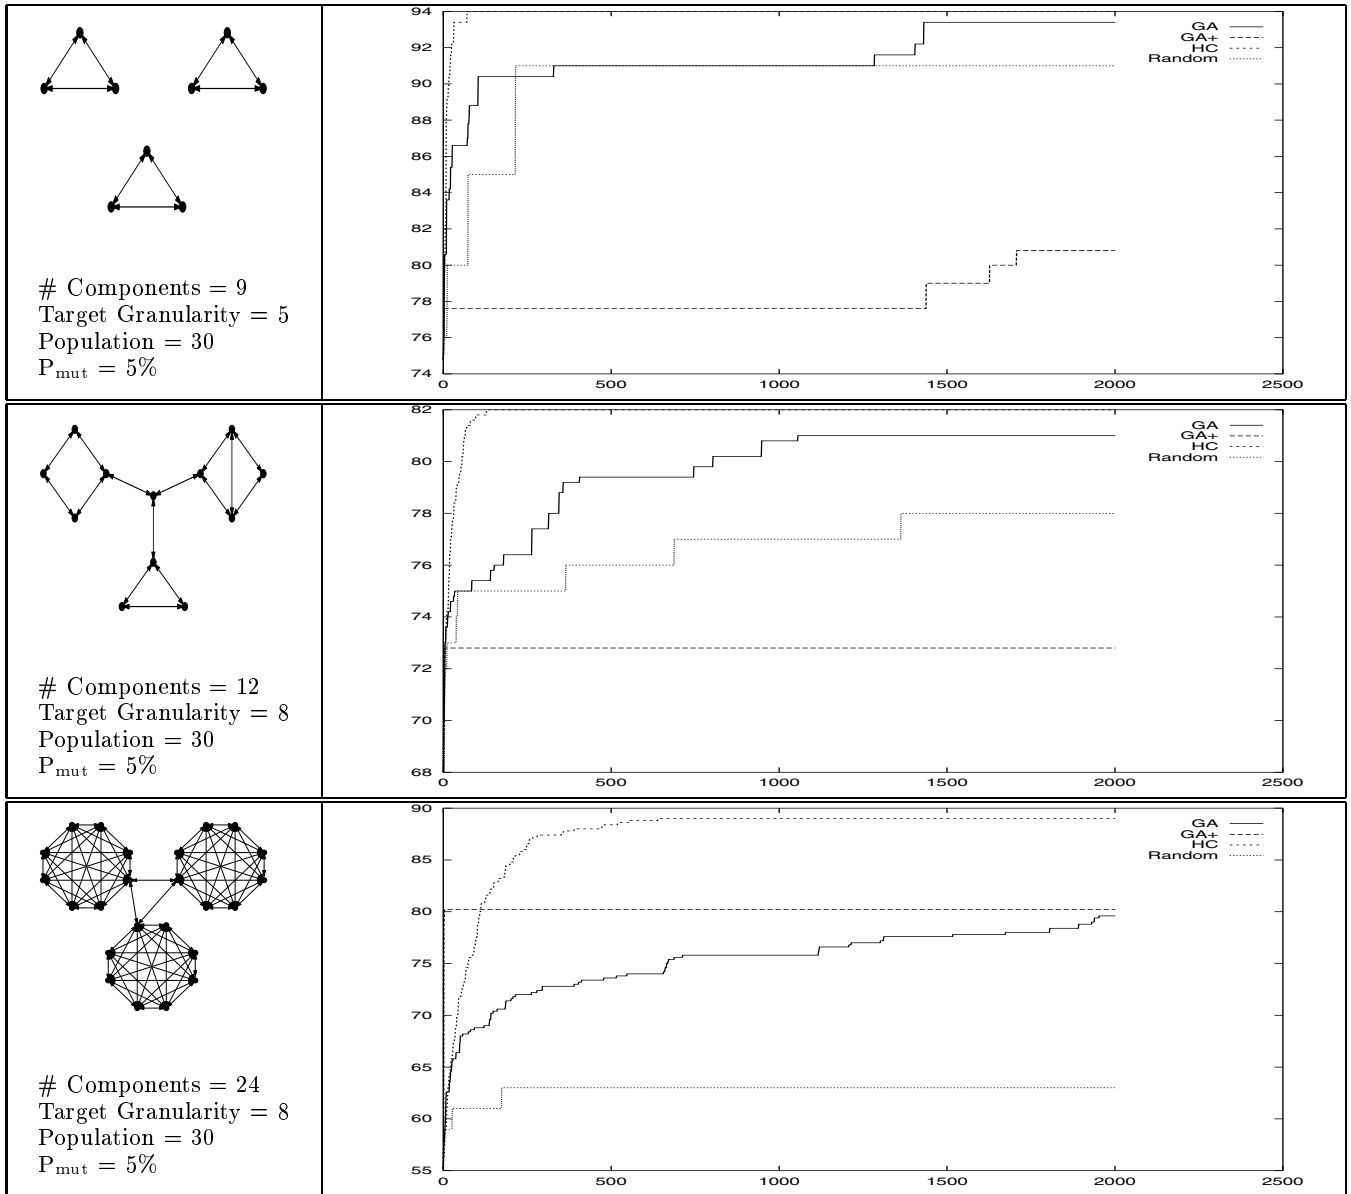 # Components = 9
Target Granularity = 5
Population = 30
Pmut = 5%
94
92
90
88
86
84
82
80
78
76
74
0 500 1000 1500 2000 2500
GA
GA+
HC
Random
# Components = 12
Target Granularity = 8
Population = 30
Pmut = 5%
82
80
78
76
74
72
70
68
0 500 1000 1500 2000 2500
GA
GA+
HC
Random
# Components = 24
Target Granularity = 8
Population = 30
Pmut = 5%
90
85
80
75
70
65
60
55
0 500 1000 1500 2000 2500
GA
GA+
HC
Random